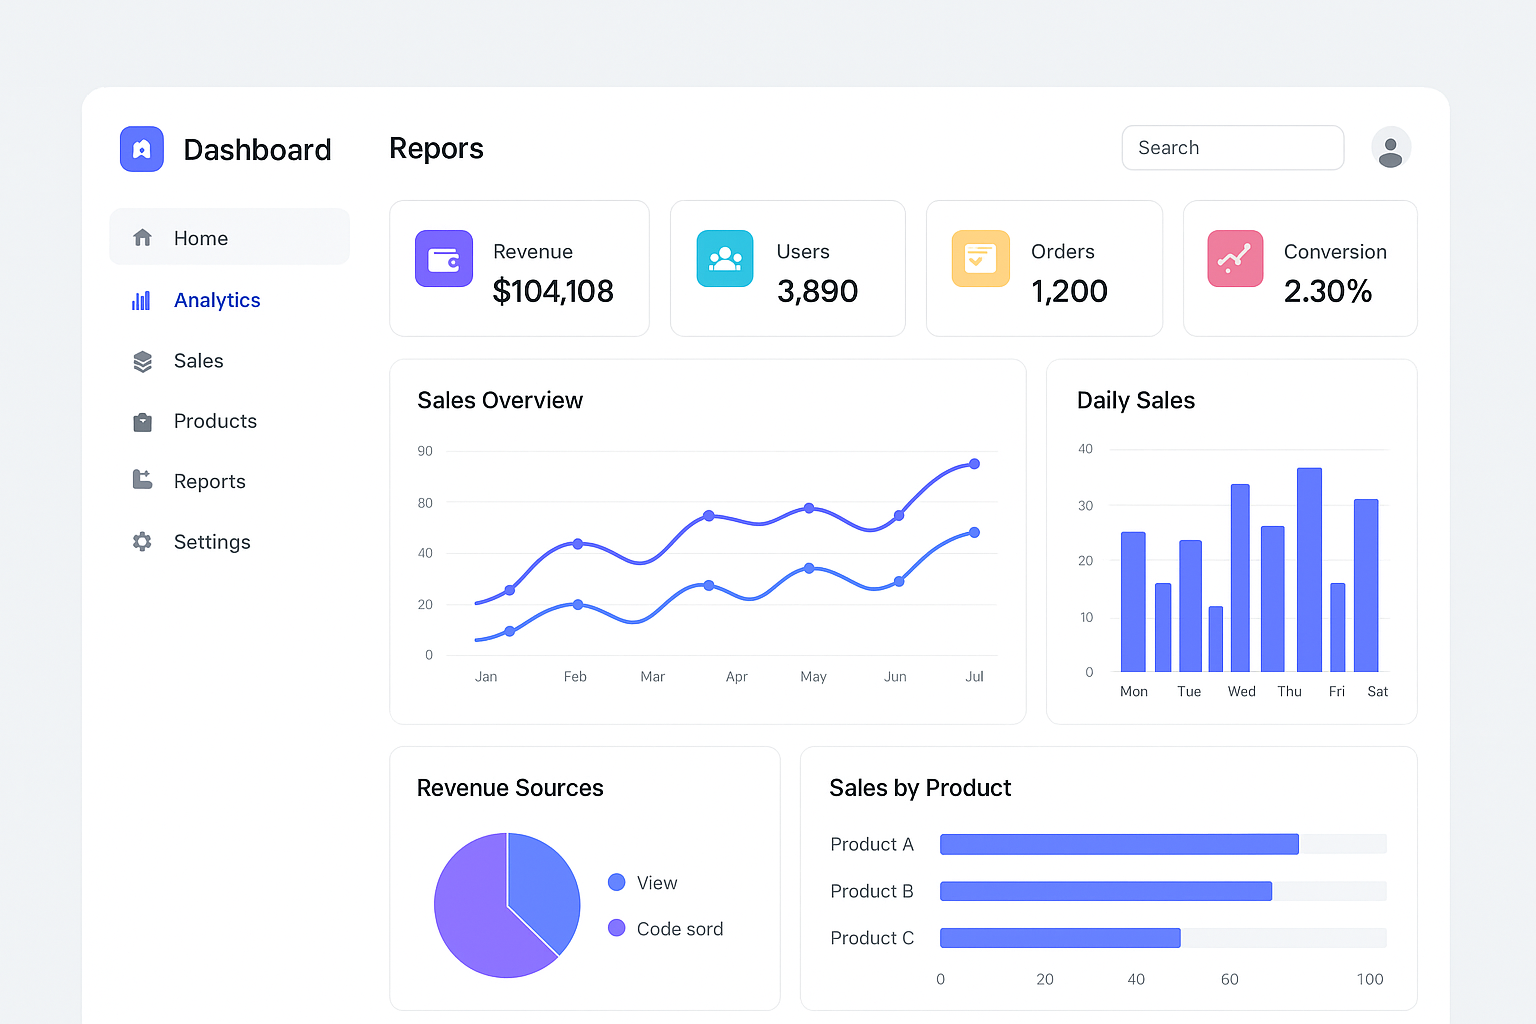 Dashboard
Repors
Search
Home
Analytics
Sales
Products
Reports
Settings
Revenue
$104,108
Users
3,890
Orders
1,200
Conversion
2.30%
Sales Overview
90
80
40
20
0
Jan Feb Mar Apr May Jun Jul
Daily Sales
40
30
20
10
0
Mon Tue Wed Thu Fri Sat
Revenue Sources
View
Code sord
Sales by Product
Product A
Product B
Product C
0 20 40 60 100